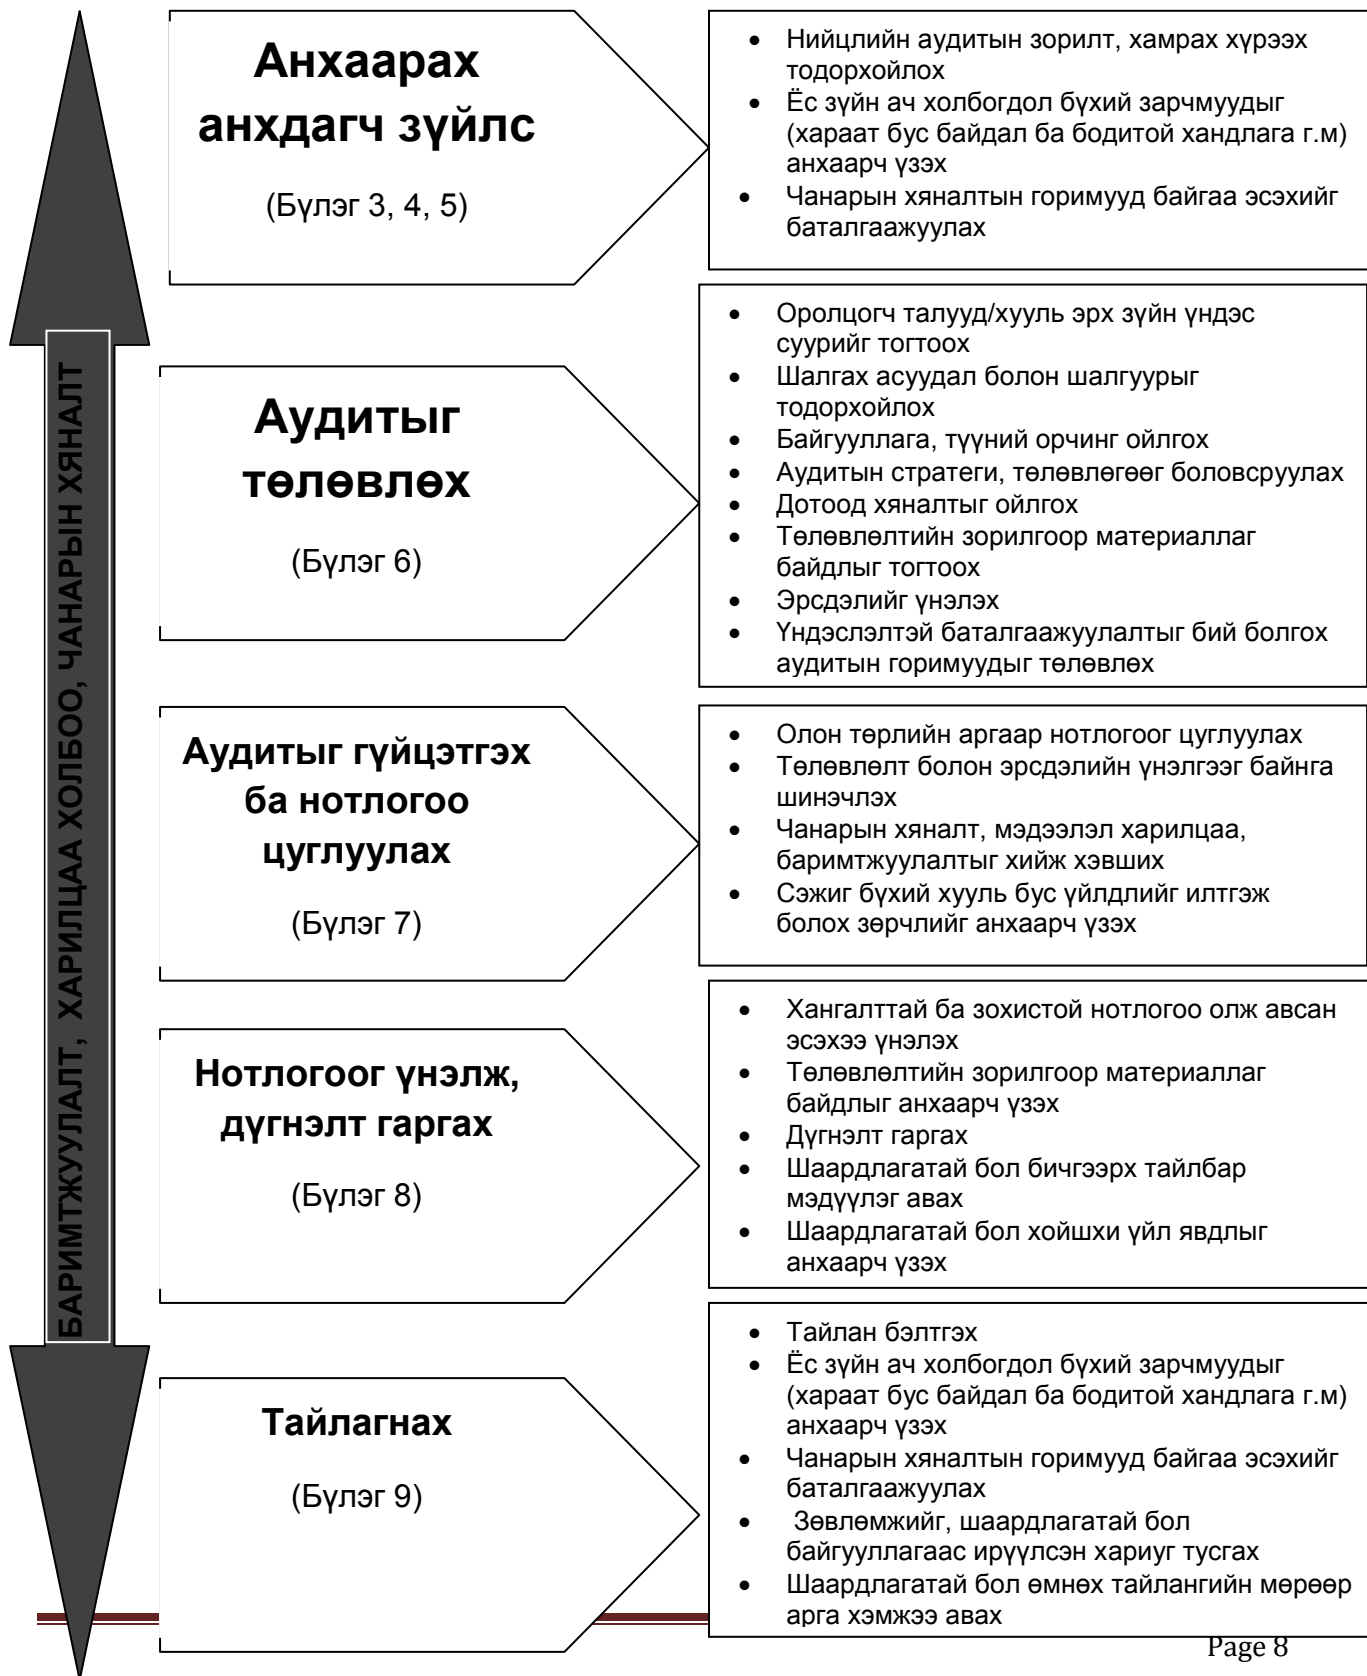 Анхаарах
анхдагч зүйлс
(Бүлэг 3, 4, 5)
• Нийцлийн аудитын зорилт, хамрах хүрээх
тодорхойлох
• Ёс зүйн ач холбогдол бүхий зарчмуудыг
(хараат бус байдал ба бодитой хандлага г.м)
анхаарч үзэх
• Чанарын хяналтын горимууд байгаа эсэхийг
баталгаажуулах
Аудитыг
төлөвлөх
(Бүлэг 6)
• Оролцогч талууд/хууль эрх зүйн үндэс
суурийг тогтоох
• Шалгах асуудал болон шалгуурыг
тодорхойлох
• Байгууллага, түүний орчинг ойлгох
• Аудитын стратеги, төлөвлөгөөг боловсруулах
• Дотоод хяналтыг ойлгох
• Төлөвлөлтийн зорилгоор материаллаг
байдлыг тогтоох
• Эрсдэлийг үнэлэх
• Үндэслэлтэй баталгаажуулалтыг бий болгох
аудитын горимуудыг төлөвлөх
Аудитыг гүйцэтгэх
ба нотлогоо
цуглуулах
(Бүлэг 7)
• Олон төрлийн аргаар нотлогоог цуглуулах
• Төлөвлөлт болон эрсдэлийн үнэлгээг байнга
шинэчлэх
• Чанарын хяналт, мэдээлэл харилцаа,
баримтжуулалтыг хийж хэвших
• Сэжиг бүхий хууль бус үйлдлийг илтгэж
болох зөрчлийг анхаарч үзэх
Нотлогоог үнэлж,
дүгнэлт гаргах
(Бүлэг 8)
• Хангалттай ба зохистой нотлогоо олж авсан
эсэхээ үнэлэх
• Төлөвлөлтийн зорилгоор материаллаг
байдлыг анхаарч үзэх
• Дүгнэлт гаргах
• Шаардлагатай бол бичгээрх тайлбар
мэдүүлэг авах
• Шаардлагатай бол хойшхи үйл явдлыг
анхаарч үзэх
Тайлагнах
(Бүлэг 9)
• Тайлан бэлтгэх
• Ёс зүйн ач холбогдол бүхий зарчмуудыг
(хараат бус байдал ба бодитой хандлага г.м)
анхаарч үзэх
• Чанарын хяналтын горимууд байгаа эсэхийг
баталгаажуулах
• Зөвлөмжийг, шаардлагатай бол
байгууллагаас ирүүлсэн хариуг тусгах
• Шаардлагатай бол өмнөх тайлангийн мөрөөр
арга хэмжээ авах
БАРИМТЖУУЛАЛТ, ХАРИЛЦАА ХОЛБОО, ЧАНАРЫН ХЯНАЛТ
Page 8